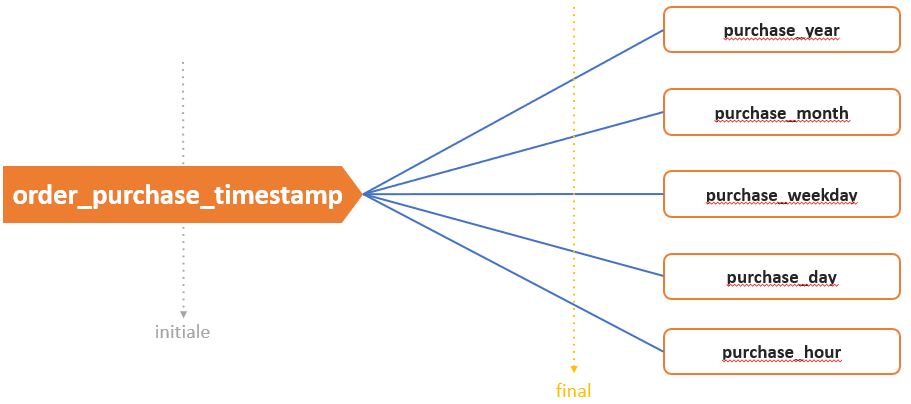 purchase_year
purchase_month
order_purchase_timestamp
purchase_weekday
purchase_day
initiale
purchase_hour
final